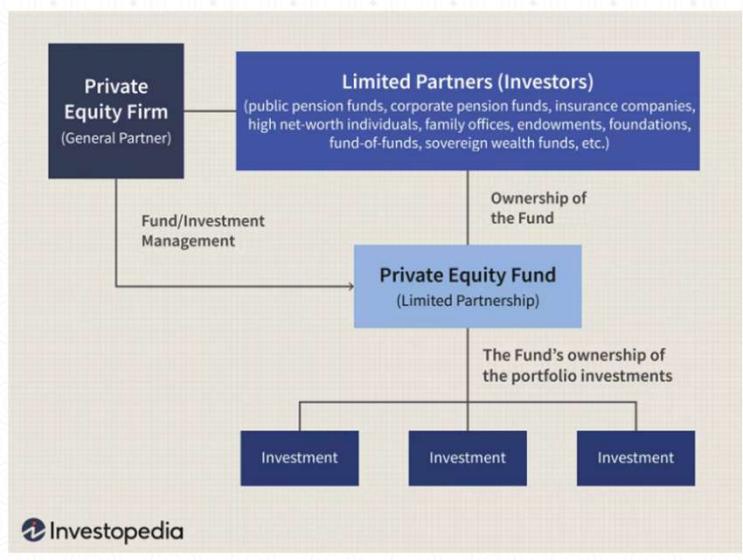 Private
Equity Firm
(General Partner)
Limited Partners (Investors)
(public pension funds, corporate pension funds, insurance companies,
high net-worth individuals, family offices, endowments, foundations,
fund-of-funds, sovereign wealth funds, etc.)
Fund/Investment
Management
Ownership of
the Fund
Private Equity Fund
(Limited Partnership)
The Fund's ownership of
the portfolio investments
Investment
Investment
Investment
Investopedia